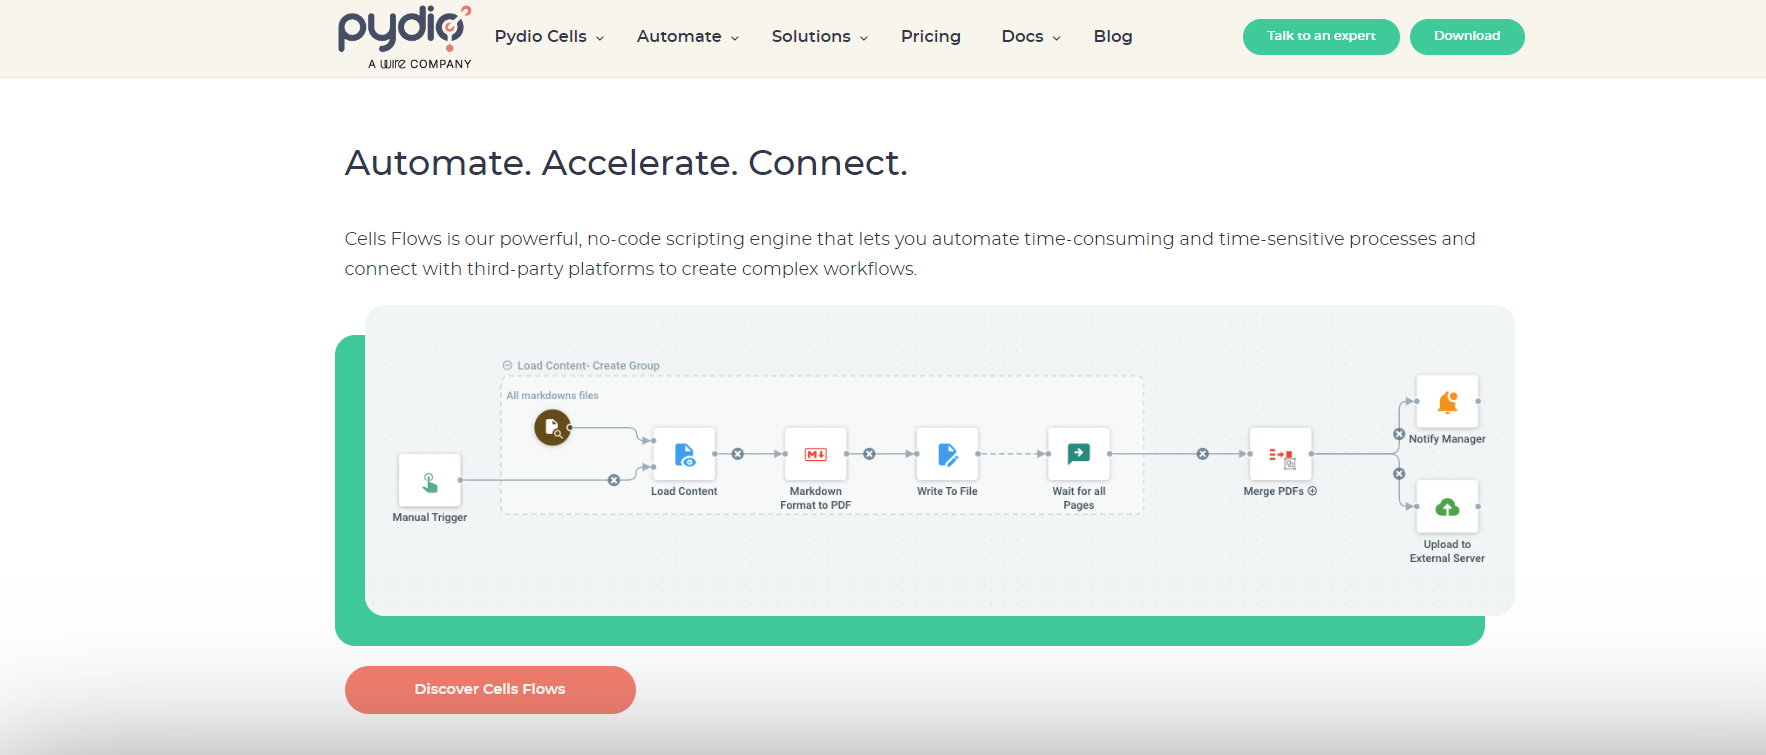 pydio
A wire COMPANY
Pydio Cells
Automate
Solutions
Pricing
Docs
Blog
Talk to an expert
Download
Automate. Accelerate. Connect.
Cells Flows is our powerful, no-code scripting engine that lets you automate time-consuming and time-sensitive processes and
connect with third-party platforms to create complex workflows.
Load Content- Create Group
All markdowns files
Manual Trigger
Load Content
Markdown
Format to PDF
Write To File
Wait for all
Pages
Merge PDFs
Notify Manager
Upload to
External Server
Discover Cells Flows